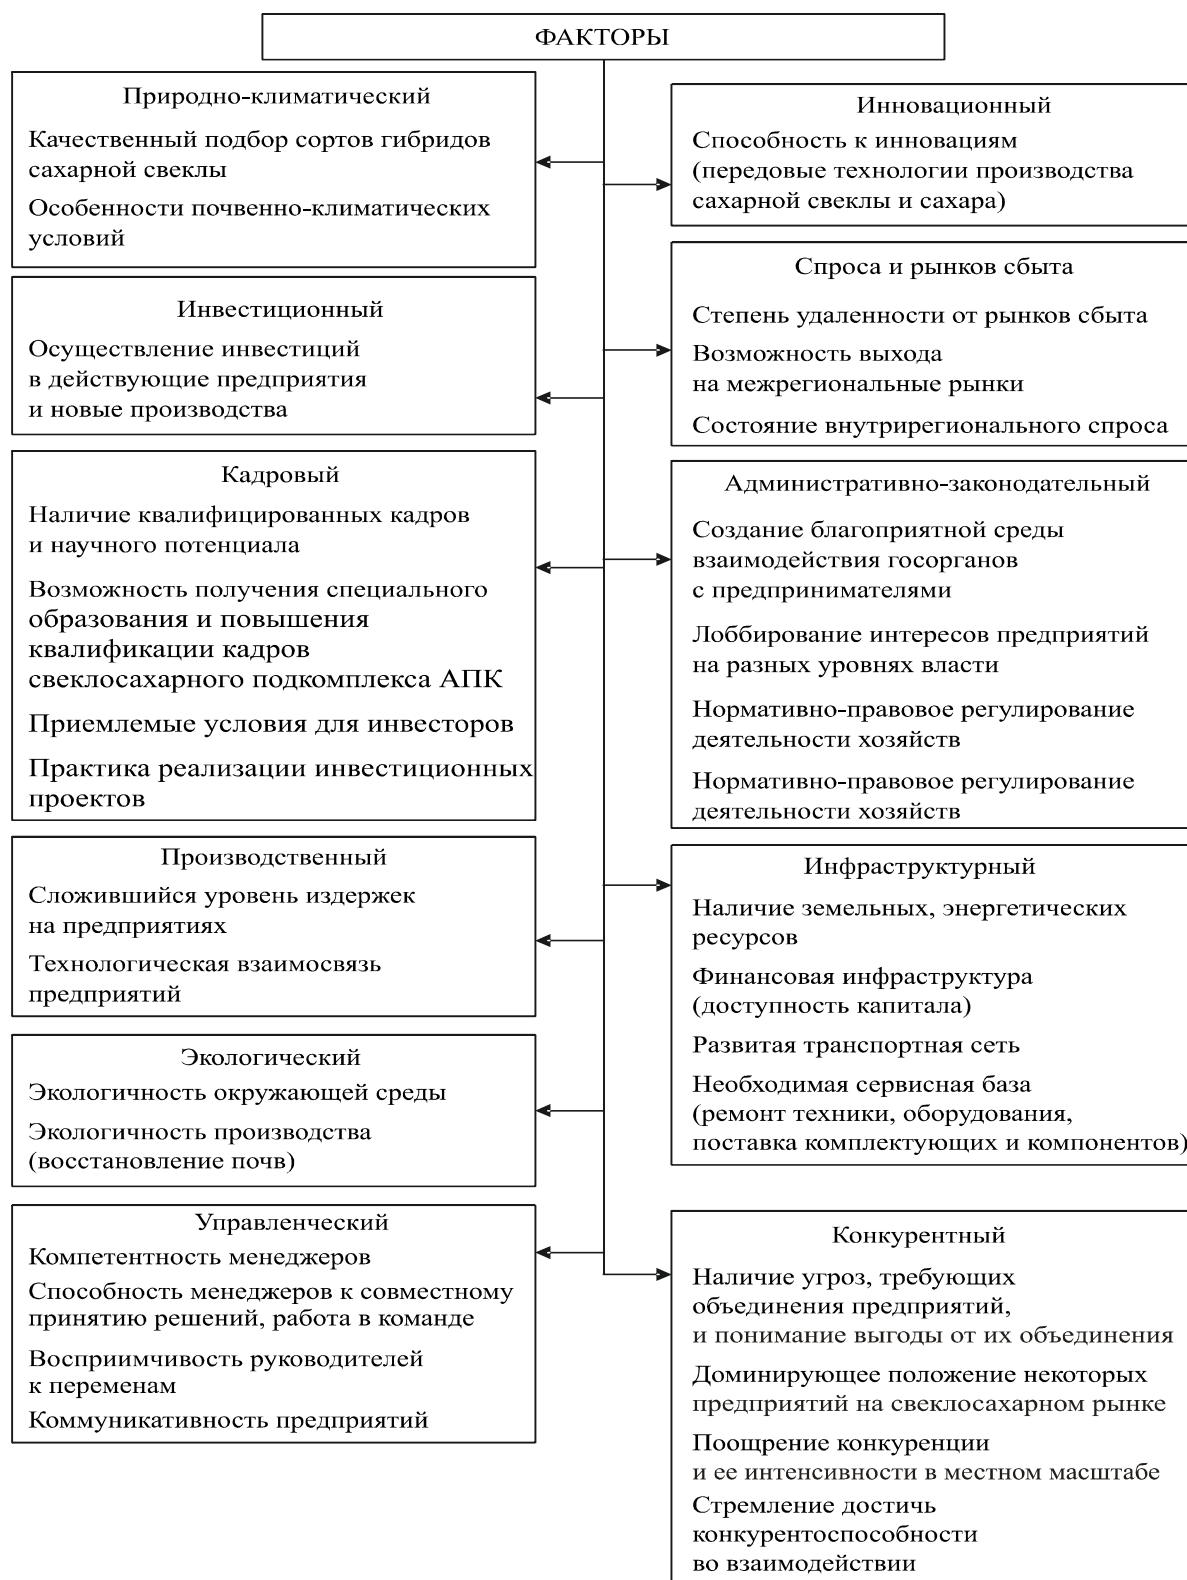 ФАКТОРЫ
Природно-климатический
Качественный подбор сортов гибридов
сахарной свеклы
Особенности почвенно-климатических
условий
Инвестиционный
Осуществление инвестиций
в действующие предприятия
и новые производства
Кадровый
Наличие квалифицированных кадров
и научного потенциала
Возможность получения специального
образования и повышения
квалификации кадров
свеклосахарного подкомплекса АПК
Приемлемые условия для инвесторов
Практика реализации инвестиционных
проектов
Производственный
Сложившийся уровень издержек
на предприятиях
Технологическая взаимосвязь
предприятий
Экологический
Экологичность окружающей среды
Экологичность производства
(восстановление почв)
Управленческий
Компетентность менеджеров
Способность менеджеров к совместному
принятию решений, работа в команде
Восприимчивость руководителей
к переменам
Коммуникативность предприятий
Инновационный
Способность к инновациям
(передовые технологии производства
сахарной свеклы и сахара)
Спроса и рынков сбыта
Степень удаленности от рынков сбыта
Возможность выхода
на межрегиональные рынки
Состояние внутрирегионального спроса
Административно-законодательный
Создание благоприятной среды
взаимодействия госорганов
с предпринимателями
Лоббирование интересов предприятий
на разных уровнях власти
Нормативно-правовое регулирование
деятельности хозяйств
Нормативно-правовое регулирование
деятельности хозяйств
Инфраструктурный
Наличие земельных, энергетических
ресурсов
Финансовая инфраструктура
(доступность капитала)
Развитая транспортная сеть
Необходимая сервисная база
(ремонт техники, оборудования,
поставка комплектующих и компонентов)
Конкурентный
Наличие угроз, требующих
объединения предприятий,
и понимание выгоды от их объединения
Доминирующее положение некоторых
предприятий на свеклосахарном рынке
Поощрение конкуренции
и ее интенсивности в местном масштабе
Стремление достичь
конкурентоспособности
во взаимодействии